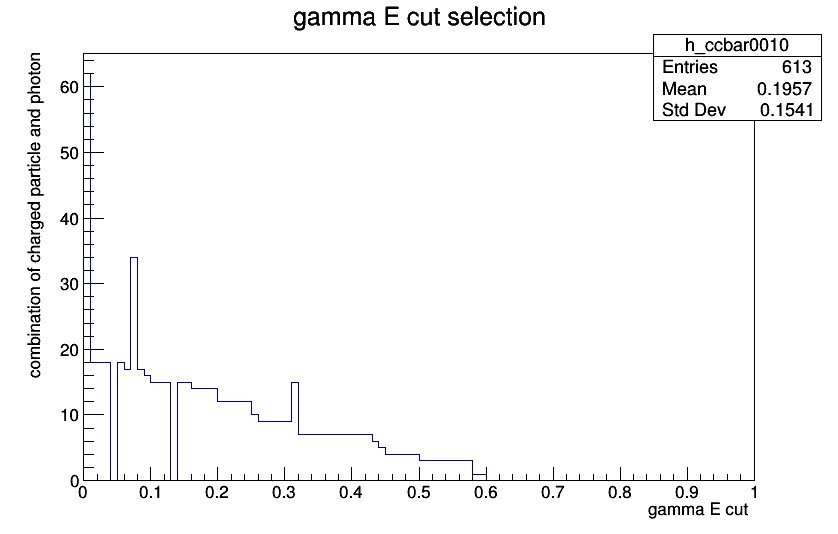 gamma E cut selection
h_ccbar0010
Entries 613
Mean 0.1957
Std Dev 0.1541
combination of charged particle and photon
60
50
40
30
20
10
0
0 0.1 0.2 0.3 0.4 0.5 0.6 0.7 0.8 0.9 1
gamma E cut